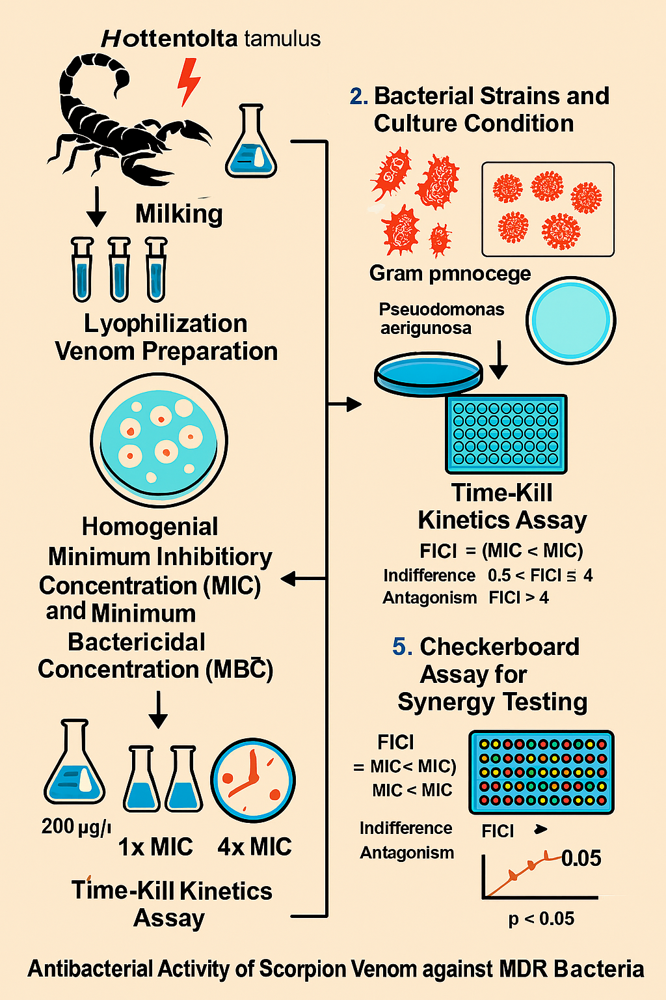 Hottentolta tamulus
Milking
Lyophilization
Venom Preparation
Homogenial
Minimum Inhibitiory
Concentration (MIC)
and Minimum
Bactericidal
Concentration (MBC)
200 µg/ı
1x MIC
4x MIC
Time-Kill Kinetics
Assay
2. Bacterial Strains and
Culture Condition
Gram pmnocege
Pseuodomonas
aerigunosa
Time-Kill
Kinetics Assay
FICI = (MIC < MIC)
Indifference 0.5 < FICI ≤ 4
Antagonism FICI > 4
5. Checkerboard
Assay for
Synergy Testing
FICI
= MIC < MIC)
MIC < MIC
Indifference FICI ➤
Antagonism
0.05
p < 0.05
Antibacterial Activity of Scorpion Venom against MDR Bacteria